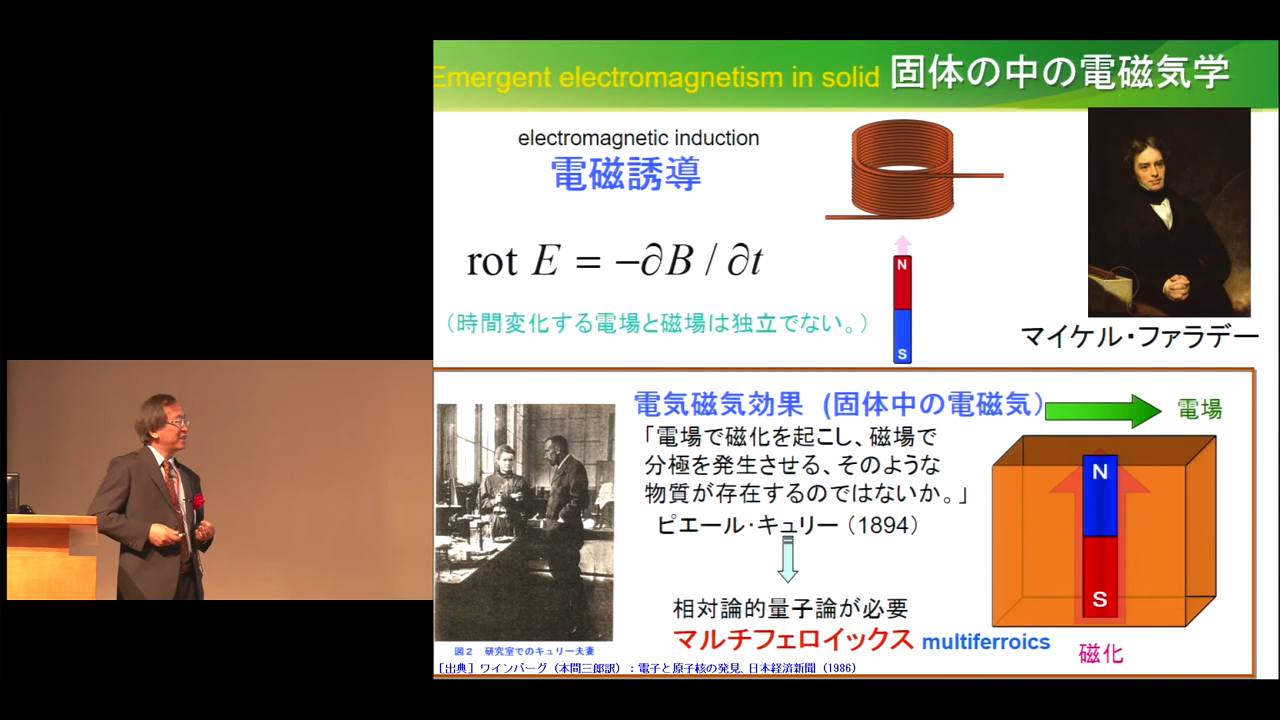 Emergent electromagnetism in solid 固体の中の電磁気学
electromagnetic induction
電磁誘導
rot E = −∂B / ∂t
（時間変化する電場と磁場は独立でない。）
N
S
マイケル・ファラデー
電気磁気効果 （固体中の電磁気）
電場
「電場で磁化を起こし、磁場で
分極を発生させる、そのような
物質が存在するのではないか。」
ピエール・キュリー（1894）
N
S
相対論的量子論が必要
マルチフェロイックス multiferroics
磁化
図２ 研究室でのキュリー夫妻
［出典］ワインバーグ（本間三郎訳）：電子と原子核の発見、日本経済新聞（1986）